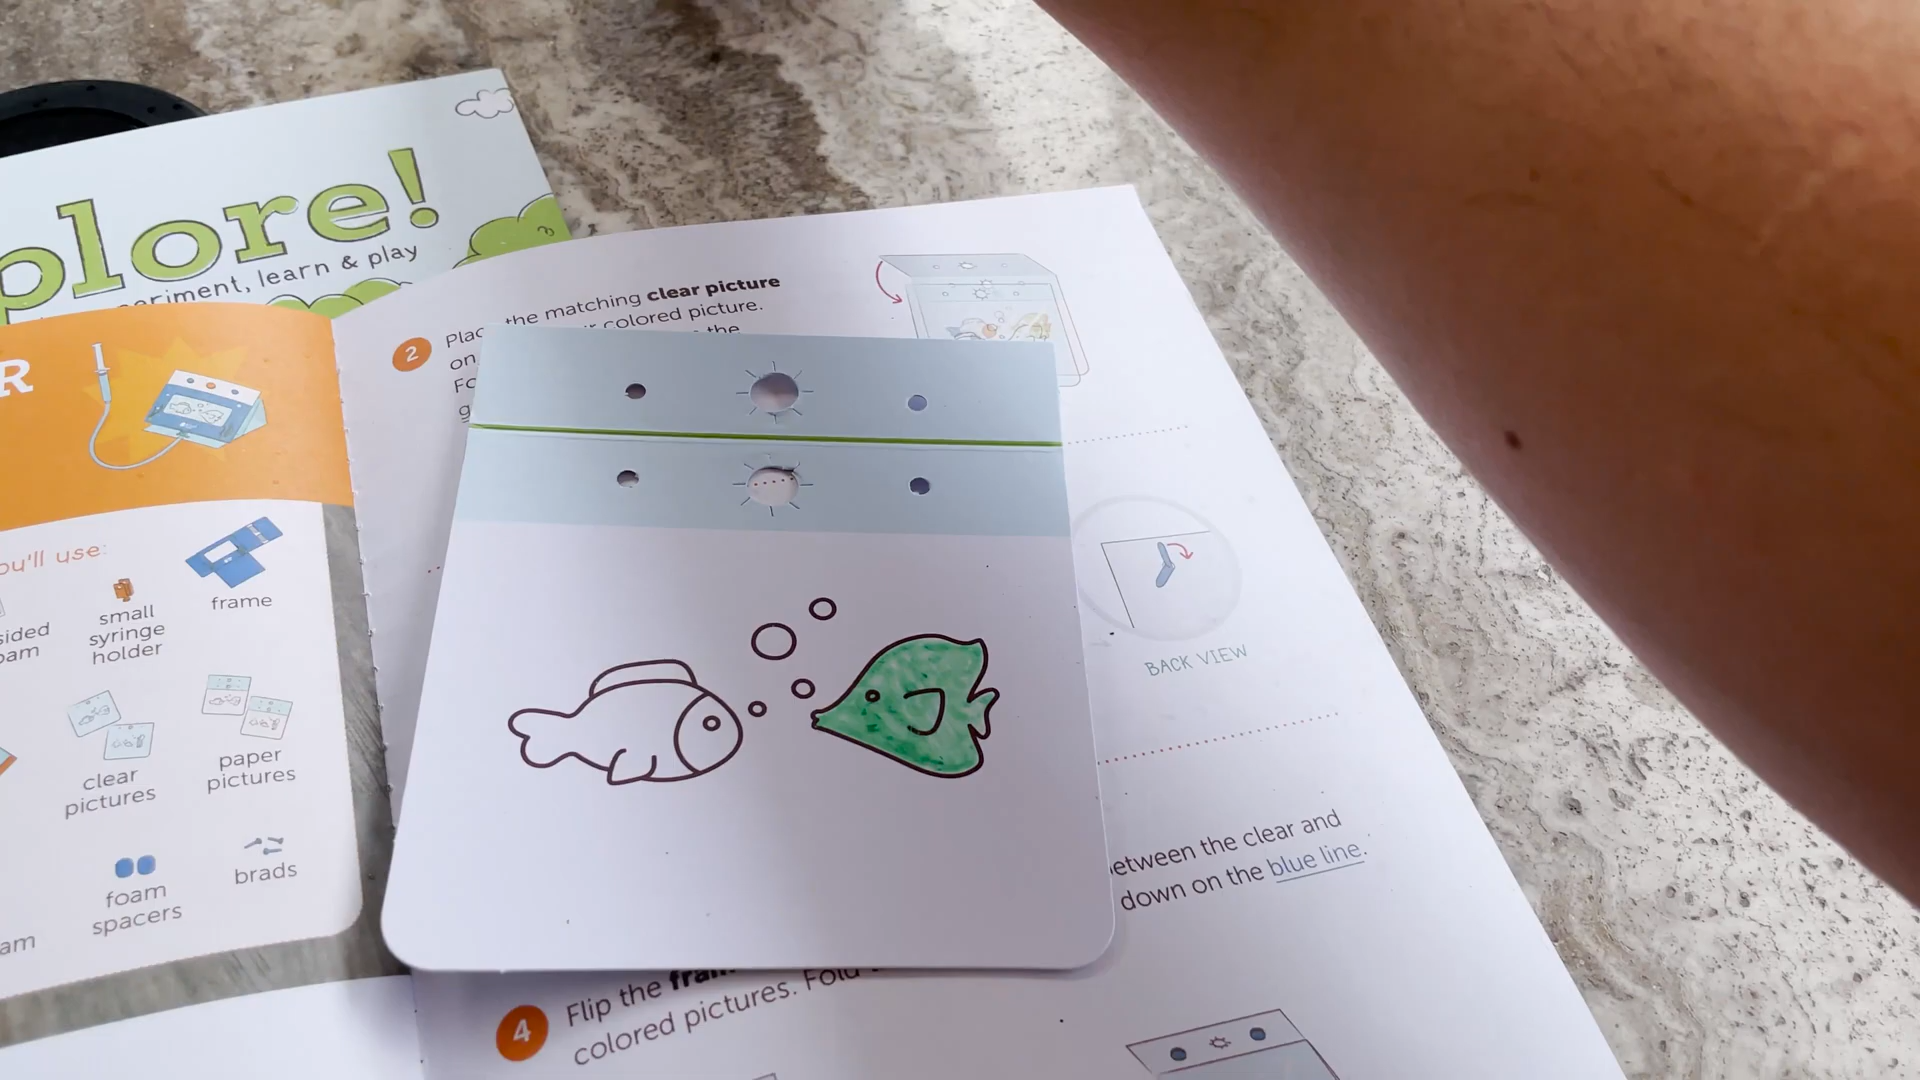 plore!
eriment, learn & play
R
ou'll use:
sided
oam
small
syringe
holder
frame
clear
pictures
paper
pictures
foam
spacers
brads
am
2
Plac the matching clear picture
on r colored picture.
Fo the
g
BACK VIEW
etween the clear and
down on the blue line.
4
Flip the fram
colored pictures. Fold